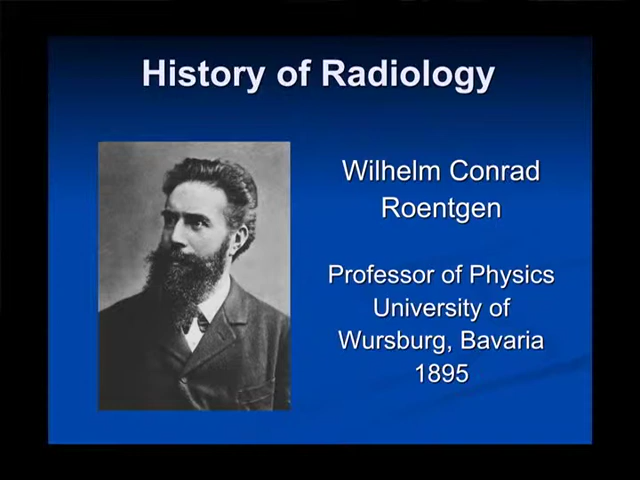 History of Radiology
Wilhelm Conrad
Roentgen
Professor of Physics
University of
Wursburg, Bavaria
1895